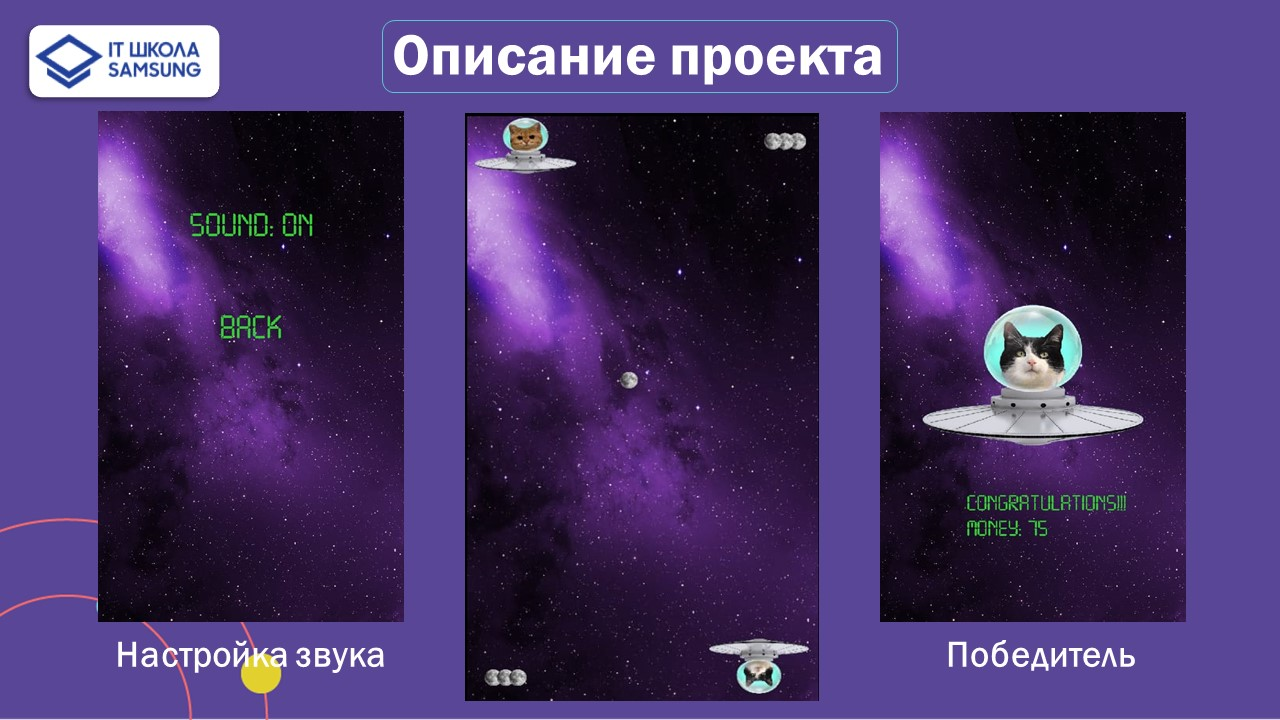 IT ШКОЛА
SAMSUNG
Описание проекта
SOUND: ON
BACK
Настройка звука
CONGRATULATIONS!!!
MONEY: 75
Победитель